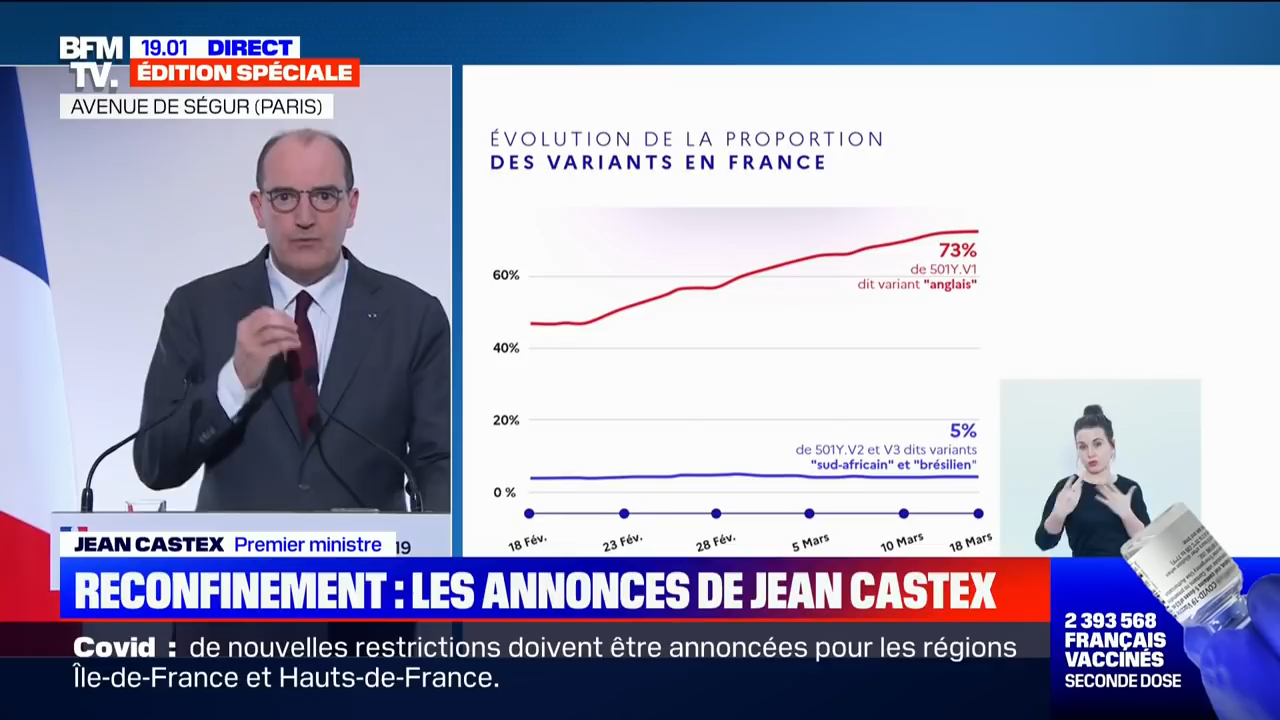 BFM
TV.
19.01 DIRECT
ÉDITION SPÉCIALE
AVENUE DE SÉGUR (PARIS)
ÉVOLUTION DE LA PROPORTION
DES VARIANTS EN FRANCE
73%
de 501Y.V1
dit variant "anglais"
60%
40%
20%
5%
de 501Y.V2 et V3 dits variants
"sud-africain" et "brésilien"
0 %
18 Fév.
23 Fév.
28 Fév.
5 Mars
10 Mars
18 Mars
19
JEAN CASTEX Premier ministre
RECONFINEMENT : LES ANNONCES DE JEAN CASTEX
Covid : de nouvelles restrictions doivent être annoncées pour les régions
Île-de-France et Hauts-de-France.
2 393 568
FRANÇAIS
VACCINÉS
SECONDE DOSE
COVID-19